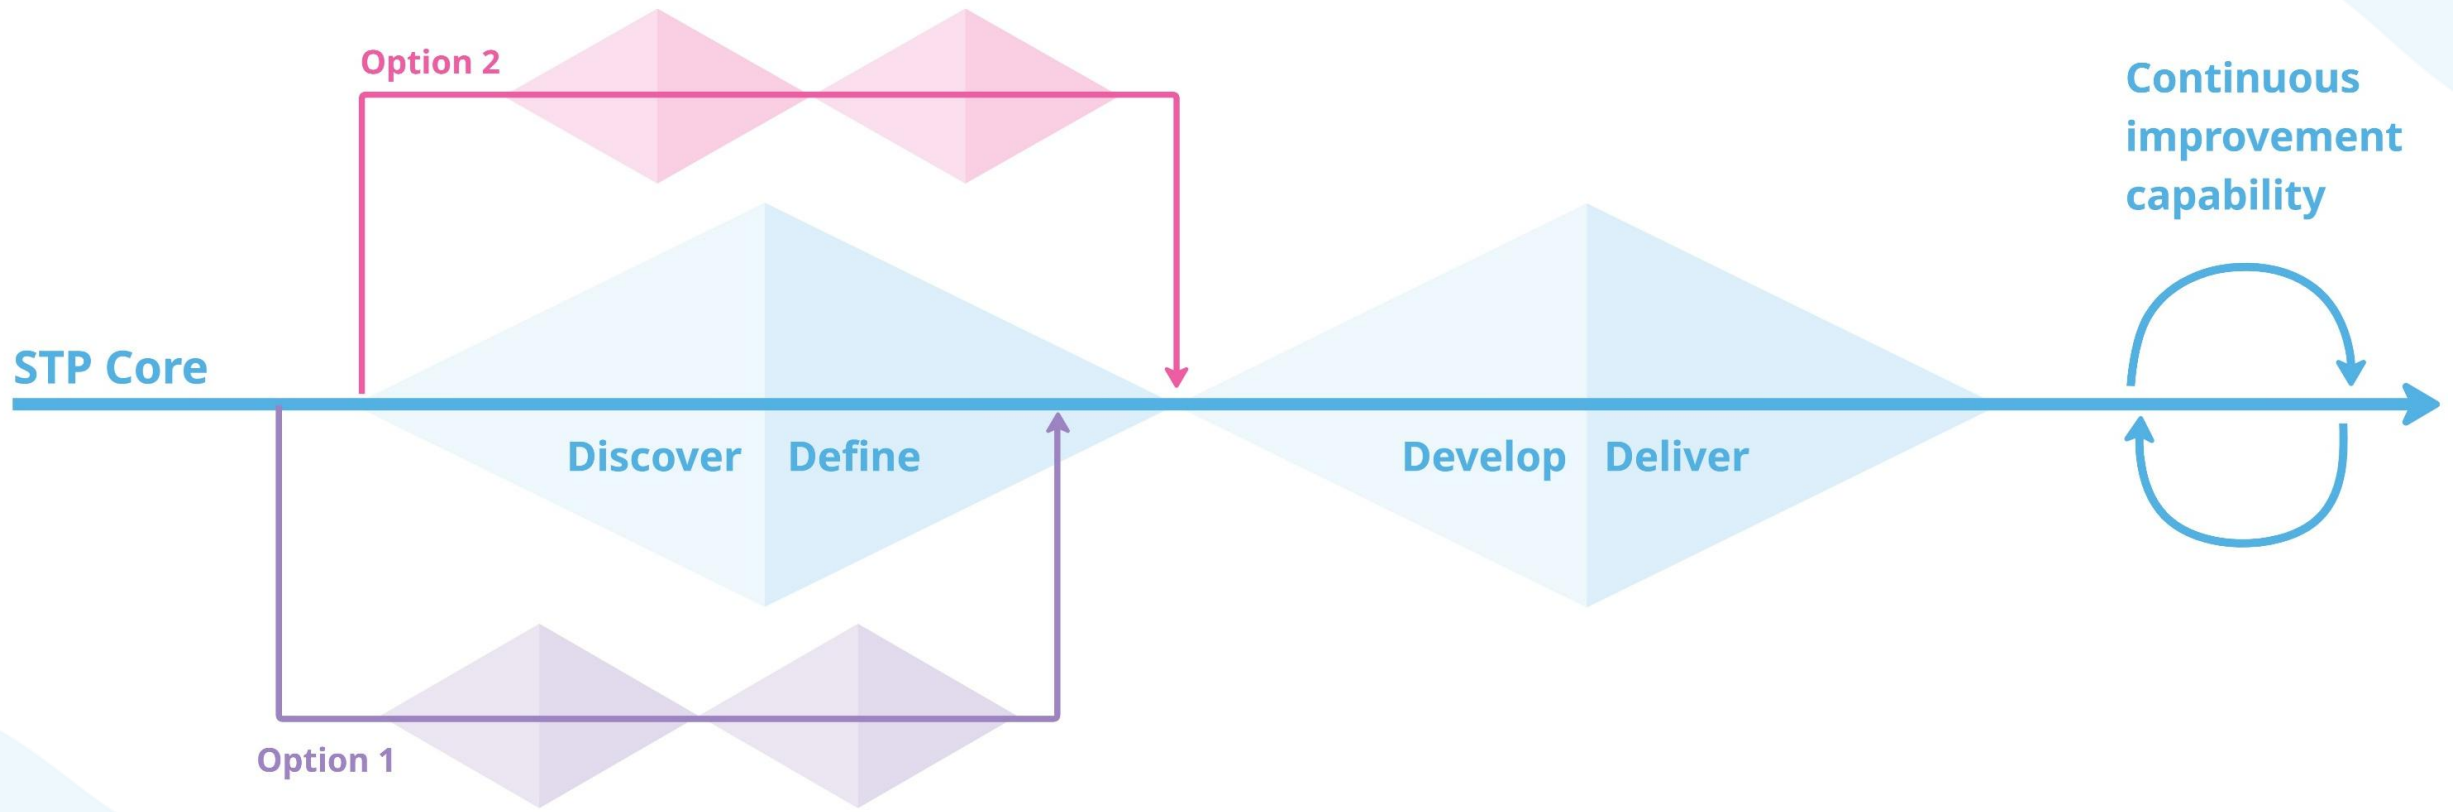 Option 2
Continuous
improvement
capability
STP Core
Discover
Define
Develop
Deliver
Option 1